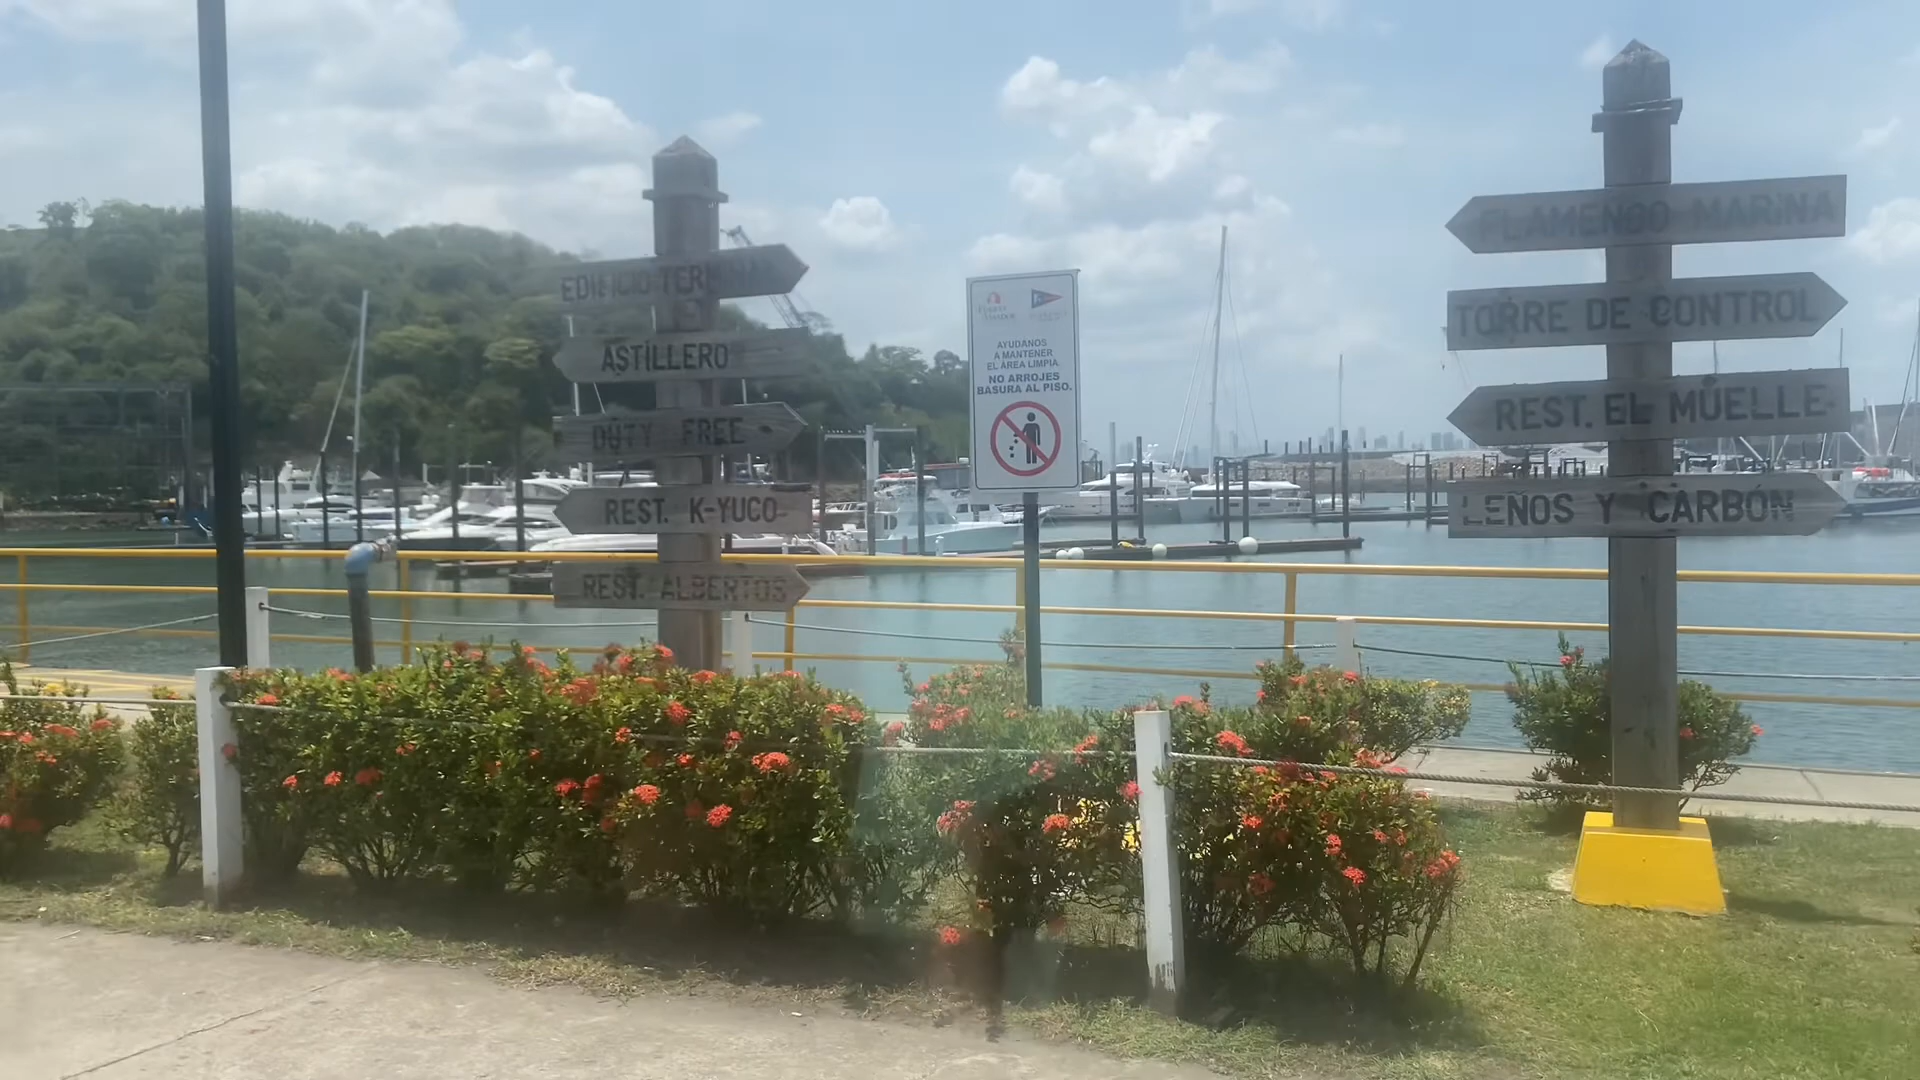 EDIFICIO TERMINAL
ASTILLERO
DUTY FREE
REST. K-YUCO
REST. ALBERTOS
AYUDANOS
A MANTENER
EL ÁREA LIMPIA
NO ARROJES
BASURA AL PISO.
FLAMENGO MARINA
TORRE DE CONTROL
REST. EL MUELLE
LEÑOS Y CARBÓN